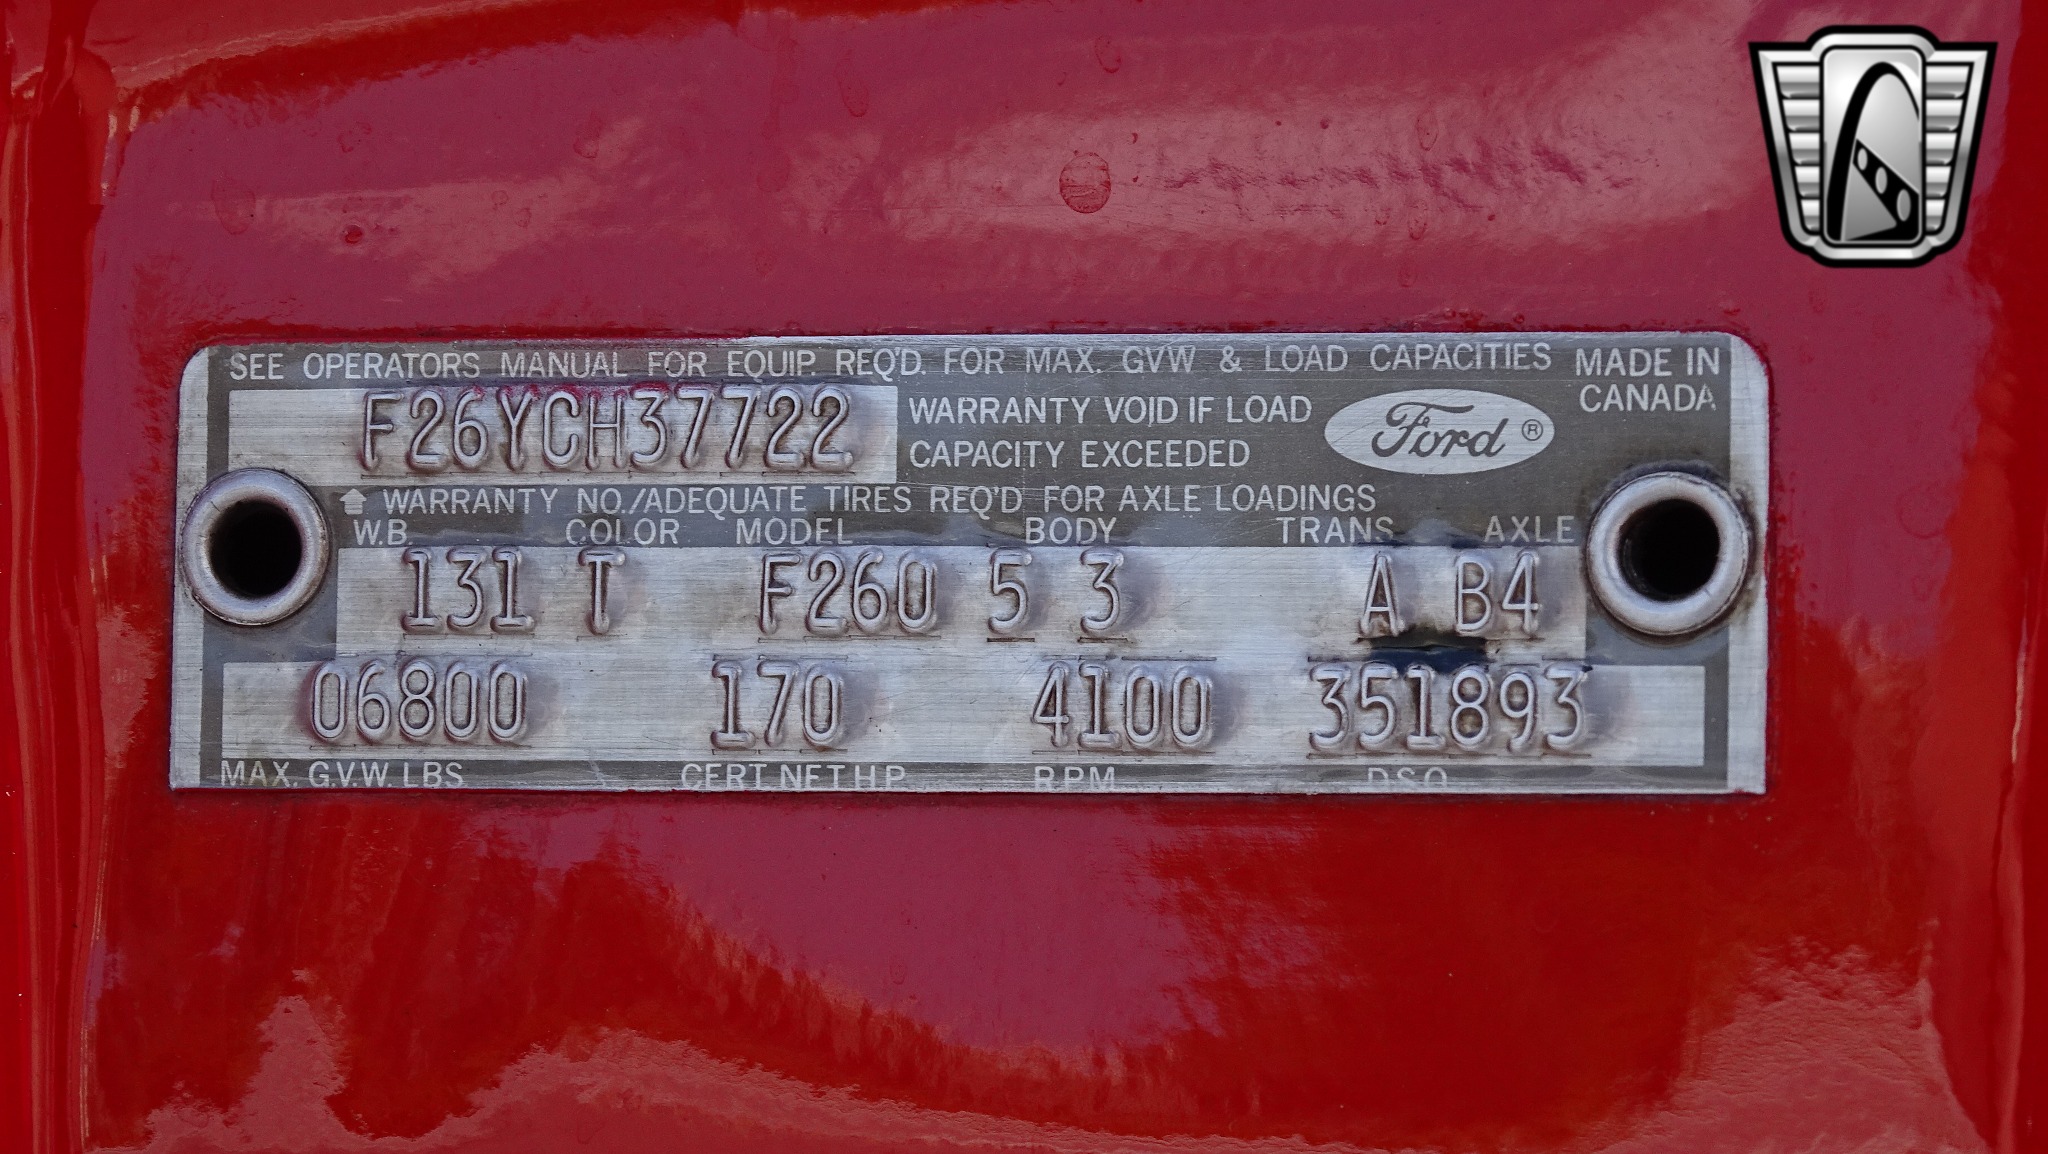 SEE OPERATORS MANUAL FOR EQUIP. REQ'D. FOR MAX. GVW & LOAD CAPACITIES
MADE IN
CANADA
F26YCH37722
WARRANTY VOID IF LOAD
CAPACITY EXCEEDED
Ford ®
WARRANTY NO./ADEQUATE TIRES REQ'D FOR AXLE LOADINGS
W.B. COLOR MODEL BODY TRANS. AXLE
131 T F260 5 3 A B4
06800 170 4100 351893
MAX. G.V.W. LBS. CERT. NET H.P. R.P.M. D.S.O.